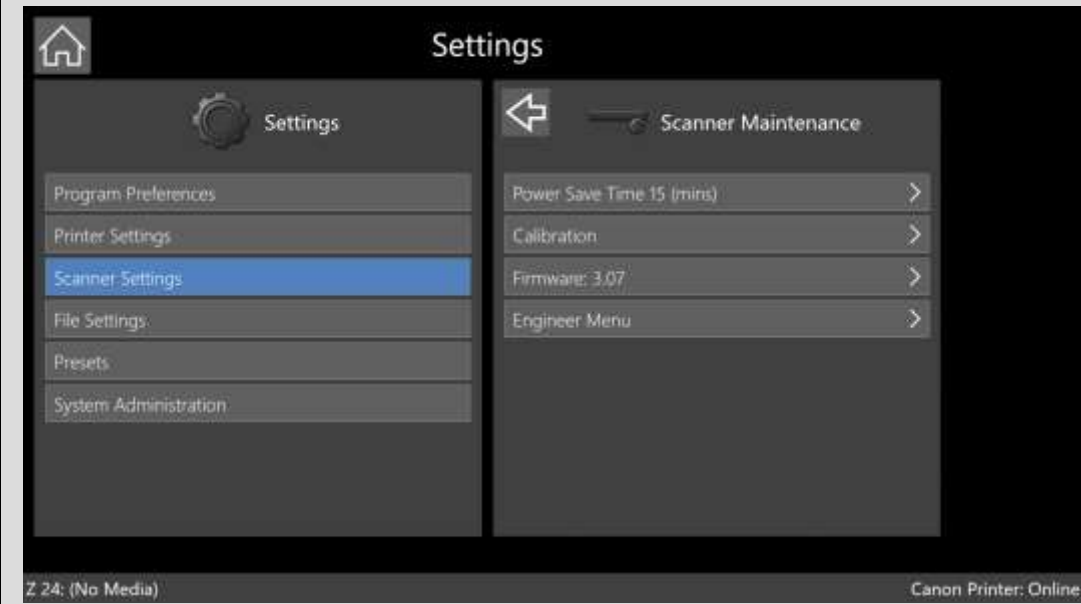 Settings
Settings
Program Preferences
Printer Settings
Scanner Settings
File Settings
Presets
System Administration
Scanner Maintenance
Power Save Time 15 (mins)
Calibration
Firmware: 3.07
Engineer Menu
Z 24: (No Media)
Canon Printer: Online